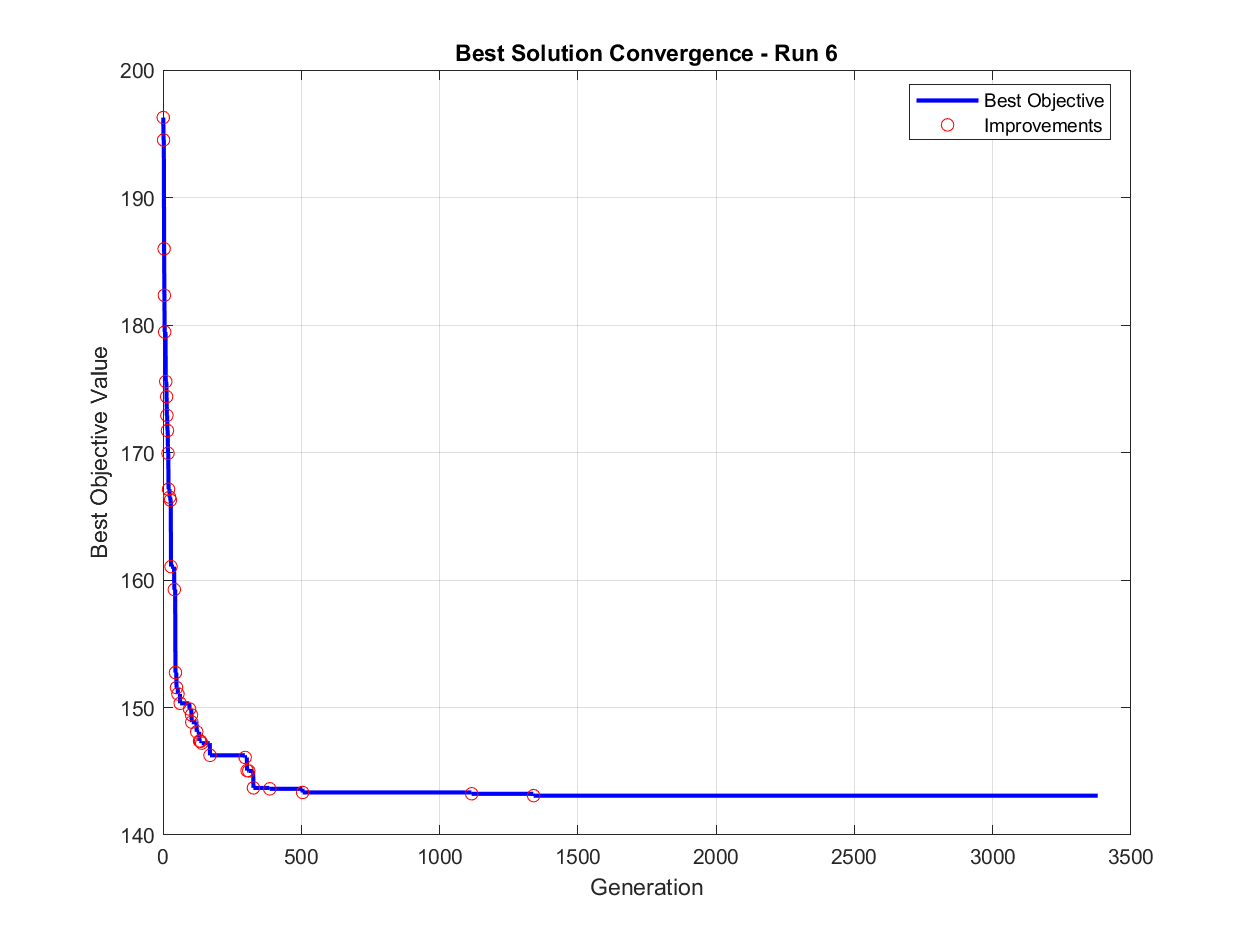 Best Solution Convergence - Run 6
200
190
180
170
160
150
140
Best Objective Value
Best Objective
Improvements
0 500 1000 1500 2000 2500 3000 3500
Generation